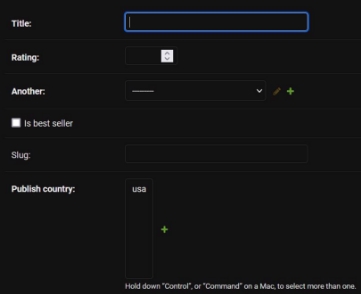 Title:
Rating:
Another:
Is best seller
Slug:
Publish country:
usa
Hold down "Control", or "Command" on a Mac, to select more than one.